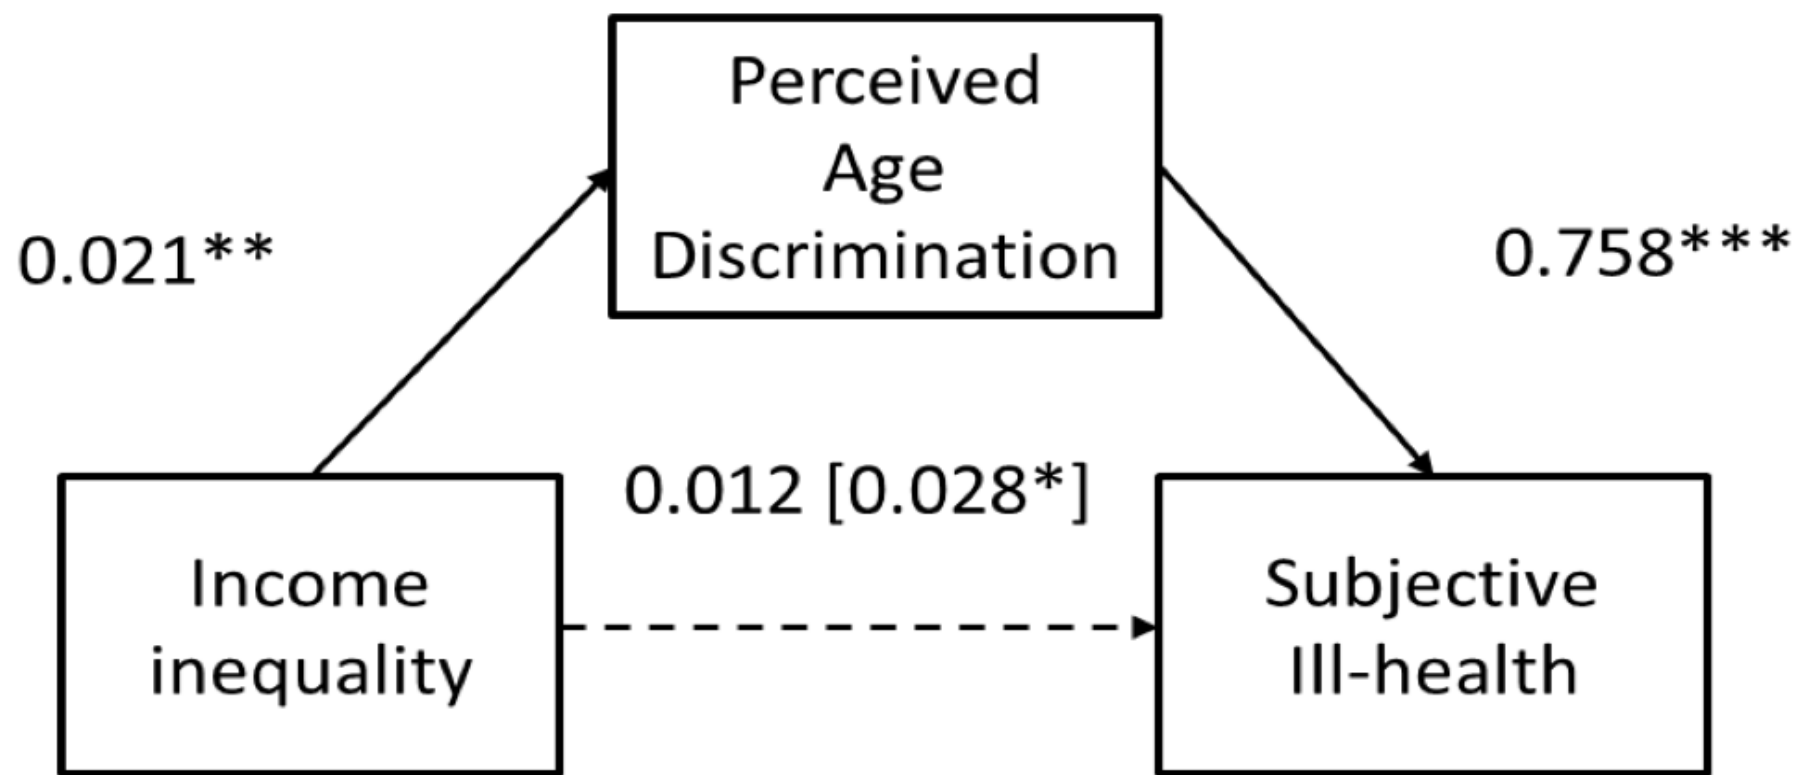 Perceived
Age
Discrimination
0.021**
0.758***
0.012 [0.028*]
Income
inequality
Subjective
Ill-health